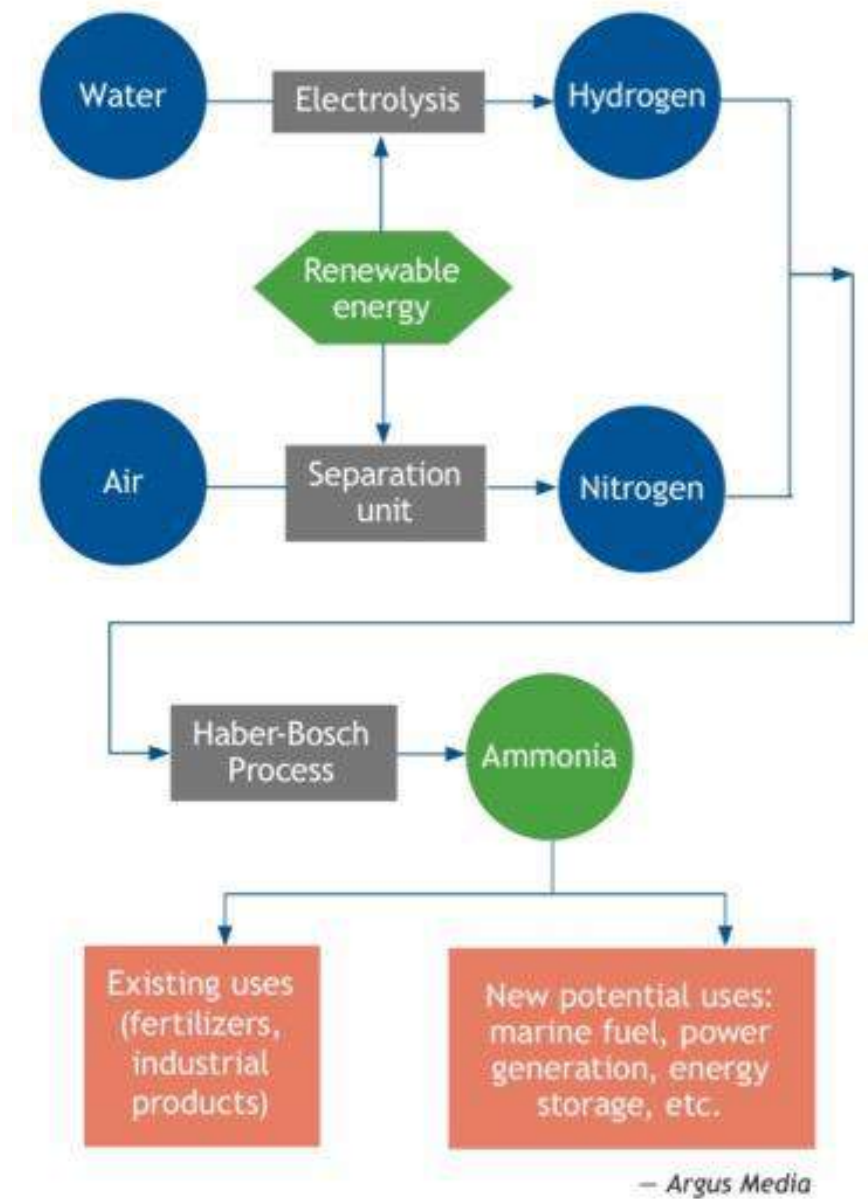 Water
Electrolysis
Hydrogen
Renewable
energy
Air
Separation
unit
Nitrogen
Haber-Bosch
Process
Ammonia
Existing uses
(fertilizers,
industrial
products)
New potential uses:
marine fuel, power
generation, energy
storage, etc.
— Argus Media